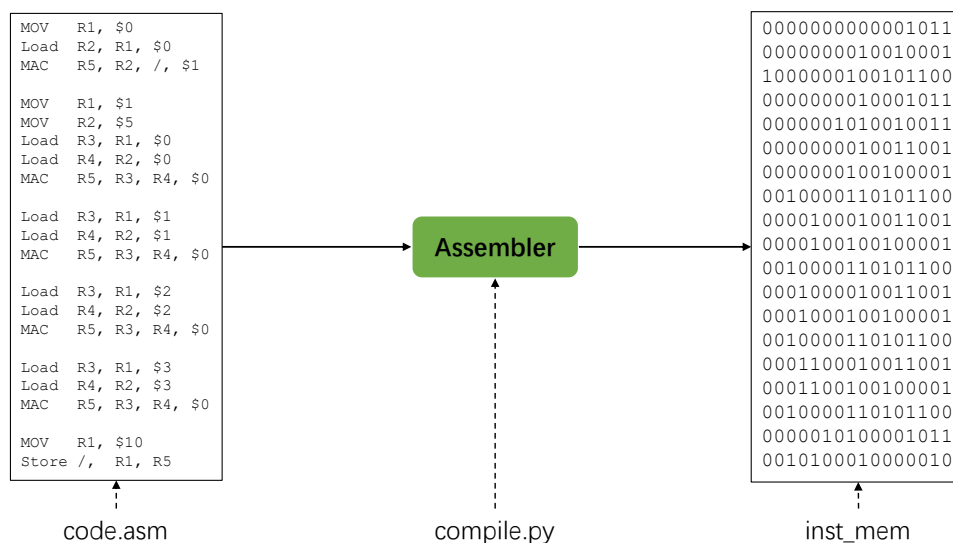 MOV R1, $0
Load R2, R1, $0
MAC R5, R2, /, $1
MOV R1, $1
MOV R2, $5
Load R3, R1, $0
Load R4, R2, $0
MAC R5, R3, R4, $0
Load R3, R1, $1
Load R4, R2, $1
MAC R5, R3, R4, $0
Load R3, R1, $2
Load R4, R2, $2
MAC R5, R3, R4, $0
Load R3, R1, $3
Load R4, R2, $3
MAC R5, R3, R4, $0
MOV R1, $10
Store /, R1, R5
code.asm
Assembler
compile.py
0000000000001011
0000000010010001
1000000100101100
0000000010001011
0000001010010011
0000000010011001
0000000100100001
0010000110101100
0000100010011001
0000100100100001
0010000110101100
0001000010011001
0001000100100001
0010000110101100
0001100010011001
0001100100100001
0010000110101100
0000010100001011
0010100010000010
inst_mem